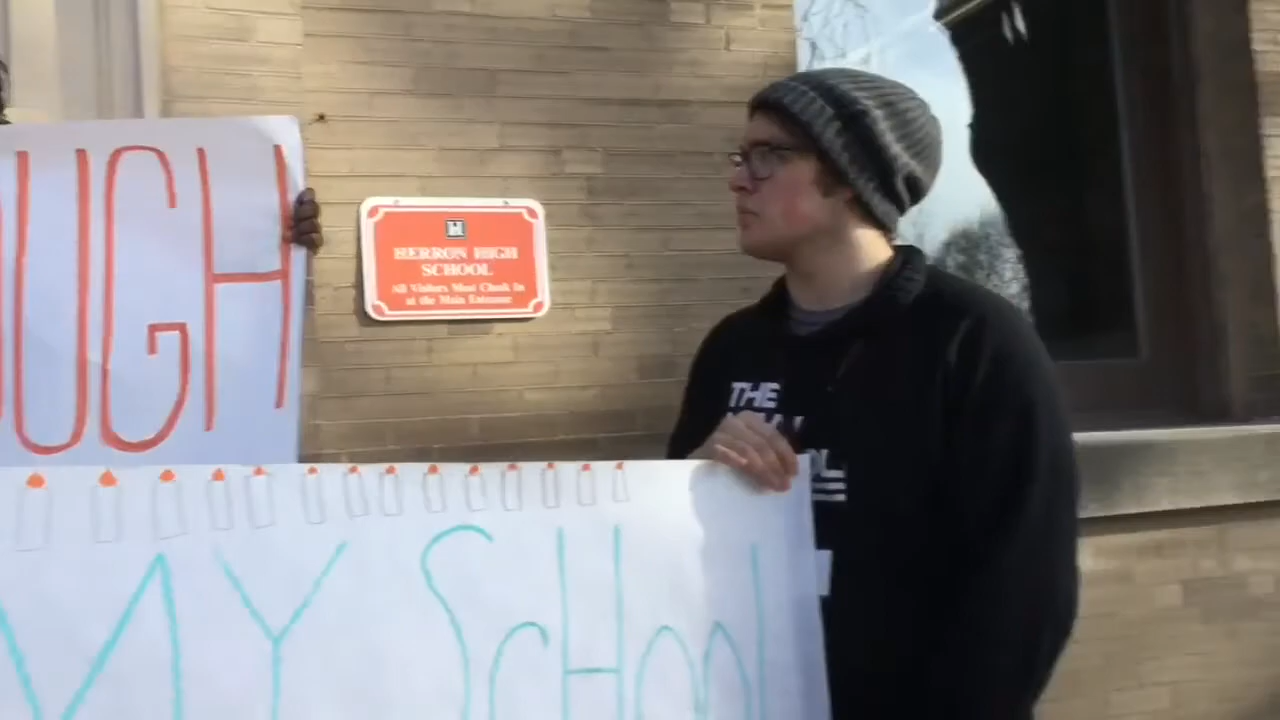 UGH
H
HERRON HIGH
SCHOOL
All Visitors Must Check In
at the Main Entrance
THE
MY SCHOOL